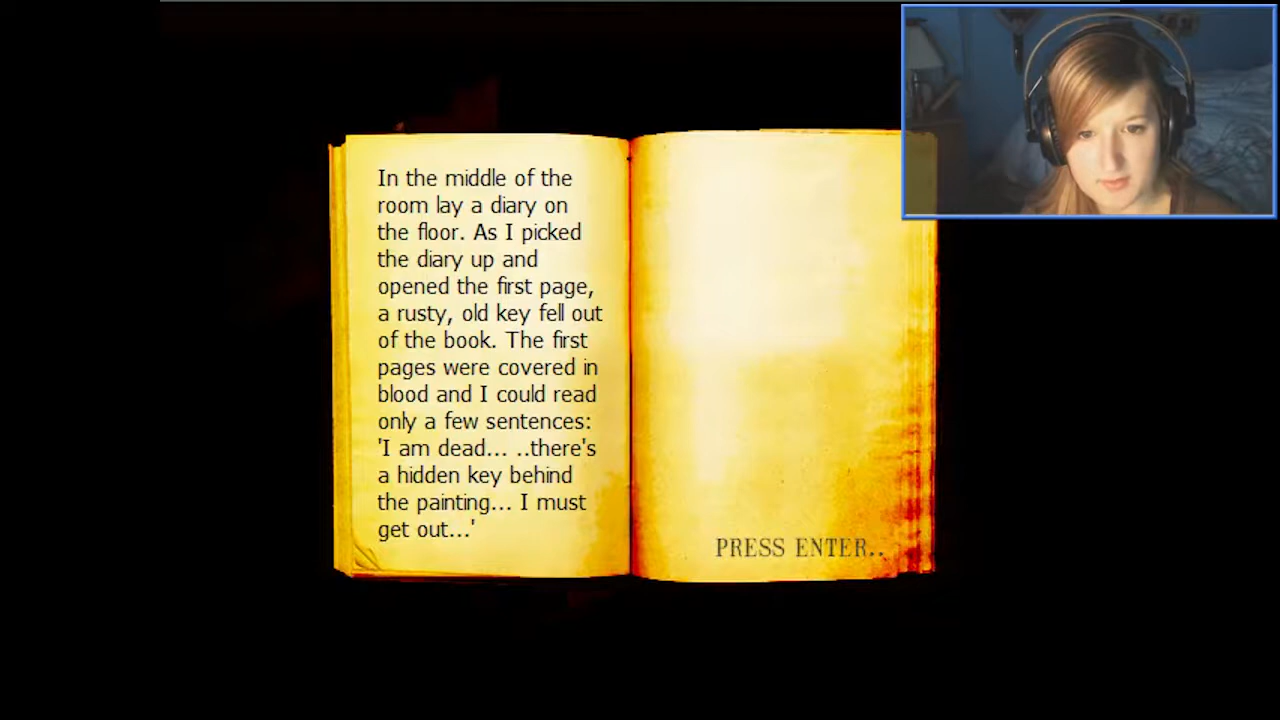 In the middle of the
room lay a diary on
the floor. As I picked
the diary up and
opened the first page,
a rusty, old key fell out
of the book. The first
pages were covered in
blood and I could read
only a few sentences:
'I am dead... ..there's
a hidden key behind
the painting... I must
get out...'
PRESS ENTER..